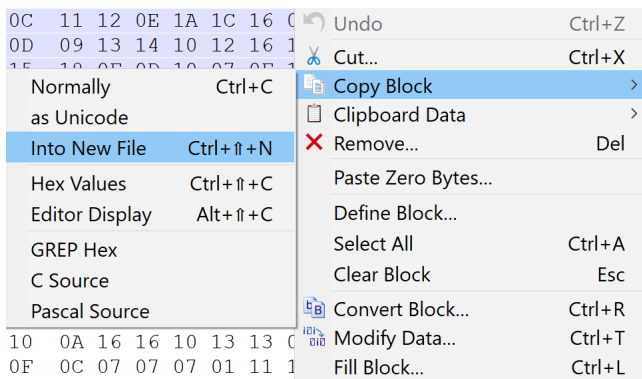 0C 11 12 0E 1A 1C 16
0D 09 13 14 10 12 16
Undo Ctrl+Z
Cut... Ctrl+X
Copy Block >
Clipboard Data >
Remove... Del
Paste Zero Bytes...
Define Block...
Select All Ctrl+A
Clear Block Esc
Convert Block... Ctrl+R
Modify Data... Ctrl+T
Fill Block... Ctrl+L
Normally Ctrl+C
as Unicode
Into New File Ctrl+⇧+N
Hex Values Ctrl+⇧+C
Editor Display Alt+⇧+C
GREP Hex
C Source
Pascal Source
10 0A 16 16 10 13 13
0F 0C 07 07 07 01 11